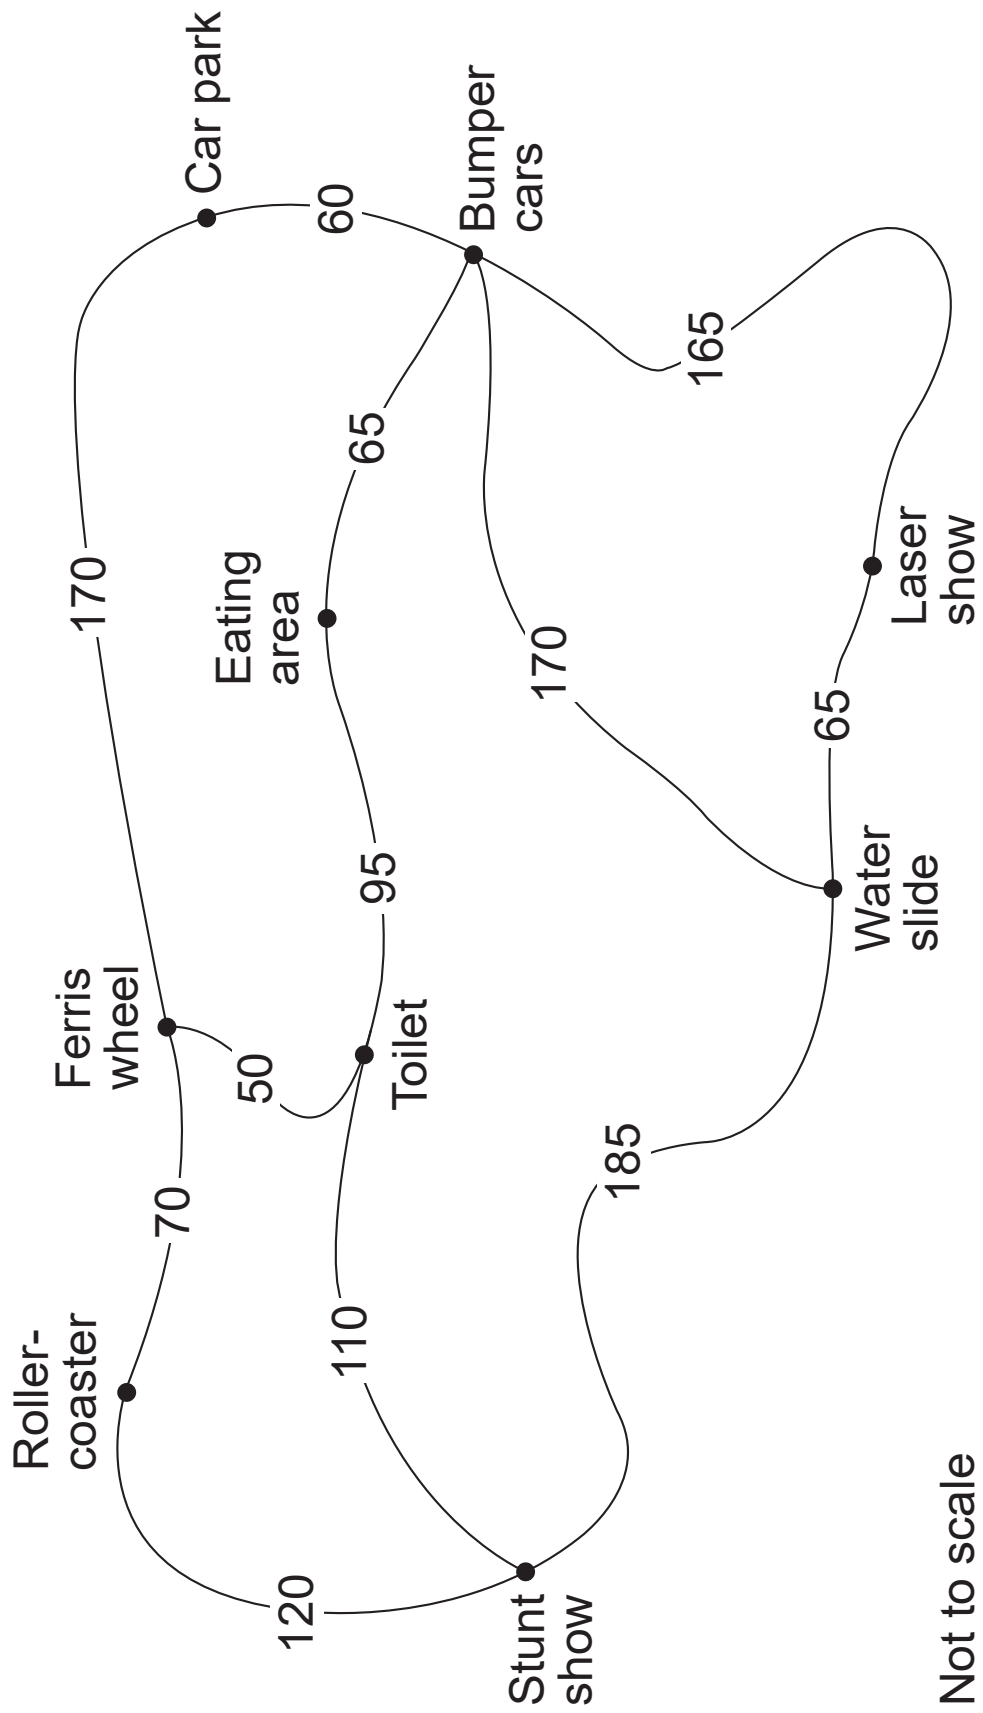 Roller-
coaster
Ferris
wheel
Car park
170
70
50
60
Eating
area
65
120
110
95
Toilet
Bumper
cars
Stunt
show
185
170
165
Water
slide
65
Laser
show
Not to scale